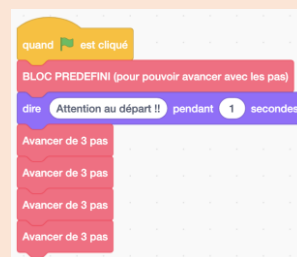 quand est cliqué
BLOC PREDEFINI (pour pouvoir avancer avec les pas)
dire Attention au départ !! pendant 1 secondes
Avancer de 3 pas
Avancer de 3 pas
Avancer de 3 pas
Avancer de 3 pas